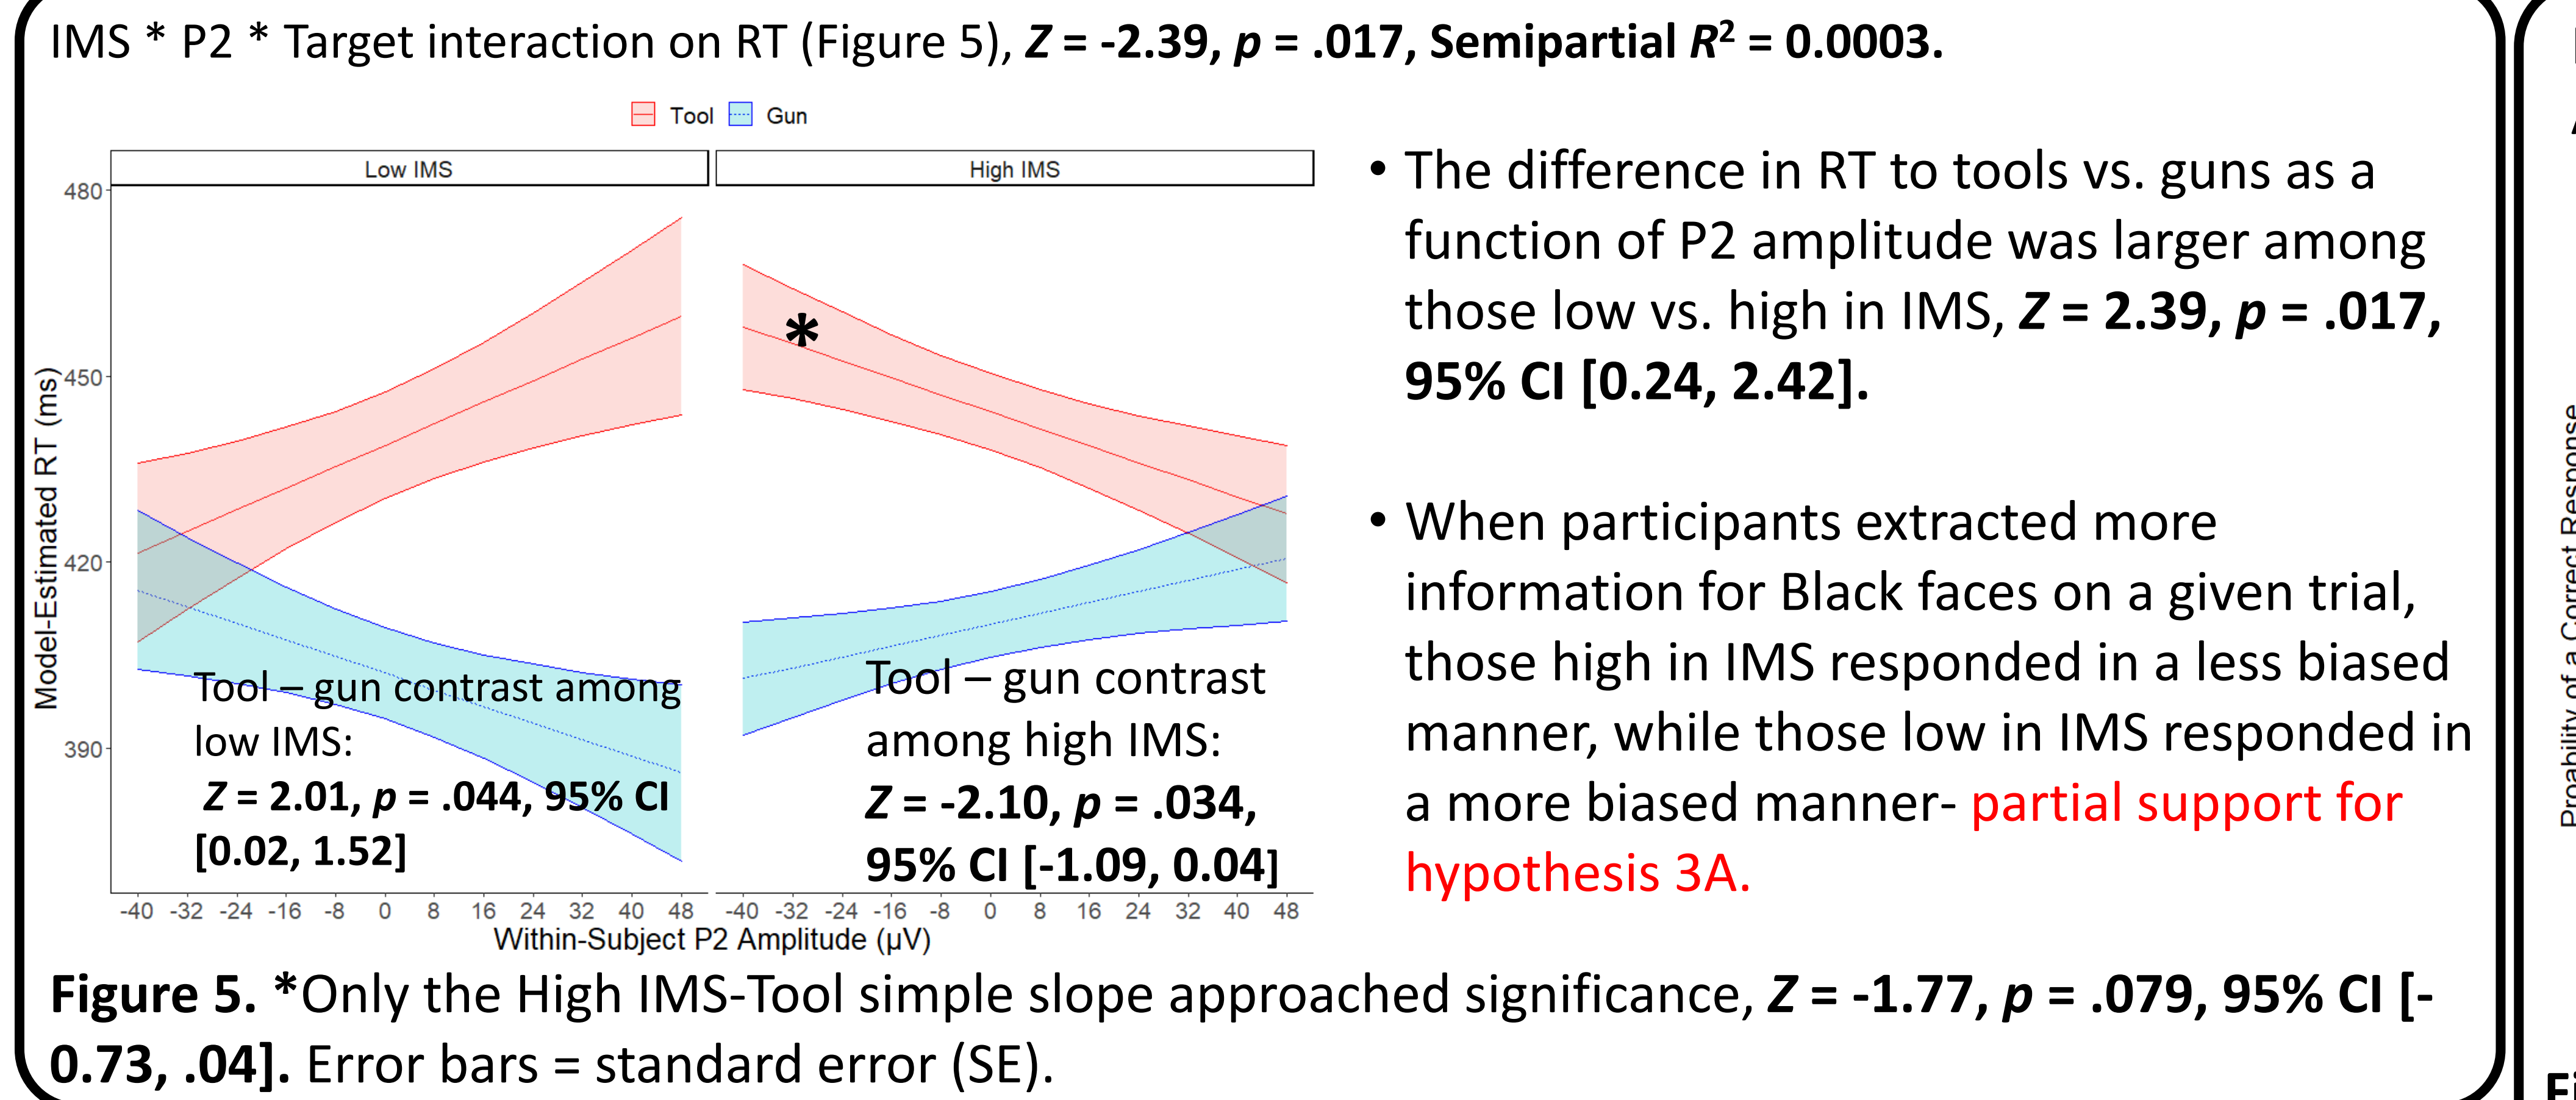 IMS * P2 * Target interaction on RT (Figure 5), Z = -2.39, p = .017, Semipartial R² = 0.0003.
Tool Gun
Low IMS
High IMS
480
450
420
390
Model-Estimated RT (ms)
*
Tool – gun contrast among
low IMS:
Z = 2.01, p = .044, 95% CI
[0.02, 1.52]
Tool – gun contrast
among high IMS:
Z = -2.10, p = .034,
95% CI [-1.09, 0.04]
-40 -32 -24 -16 -8 0 8 16 24 32 40 48
-40 -32 -24 -16 -8 0 8 16 24 32 40 48
Within-Subject P2 Amplitude (µV)
• The difference in RT to tools vs. guns as a
function of P2 amplitude was larger among
those low vs. high in IMS, Z = 2.39, p = .017,
95% CI [0.24, 2.42].
• When participants extracted more
information for Black faces on a given trial,
those high in IMS responded in a less biased
manner, while those low in IMS responded in
a more biased manner- partial support for
hypothesis 3A.
Figure 5. *Only the High IMS-Tool simple slope approached significance, Z = -1.77, p = .079, 95% CI [-
0.73, .04]. Error bars = standard error (SE).
Probability of a Correct Response